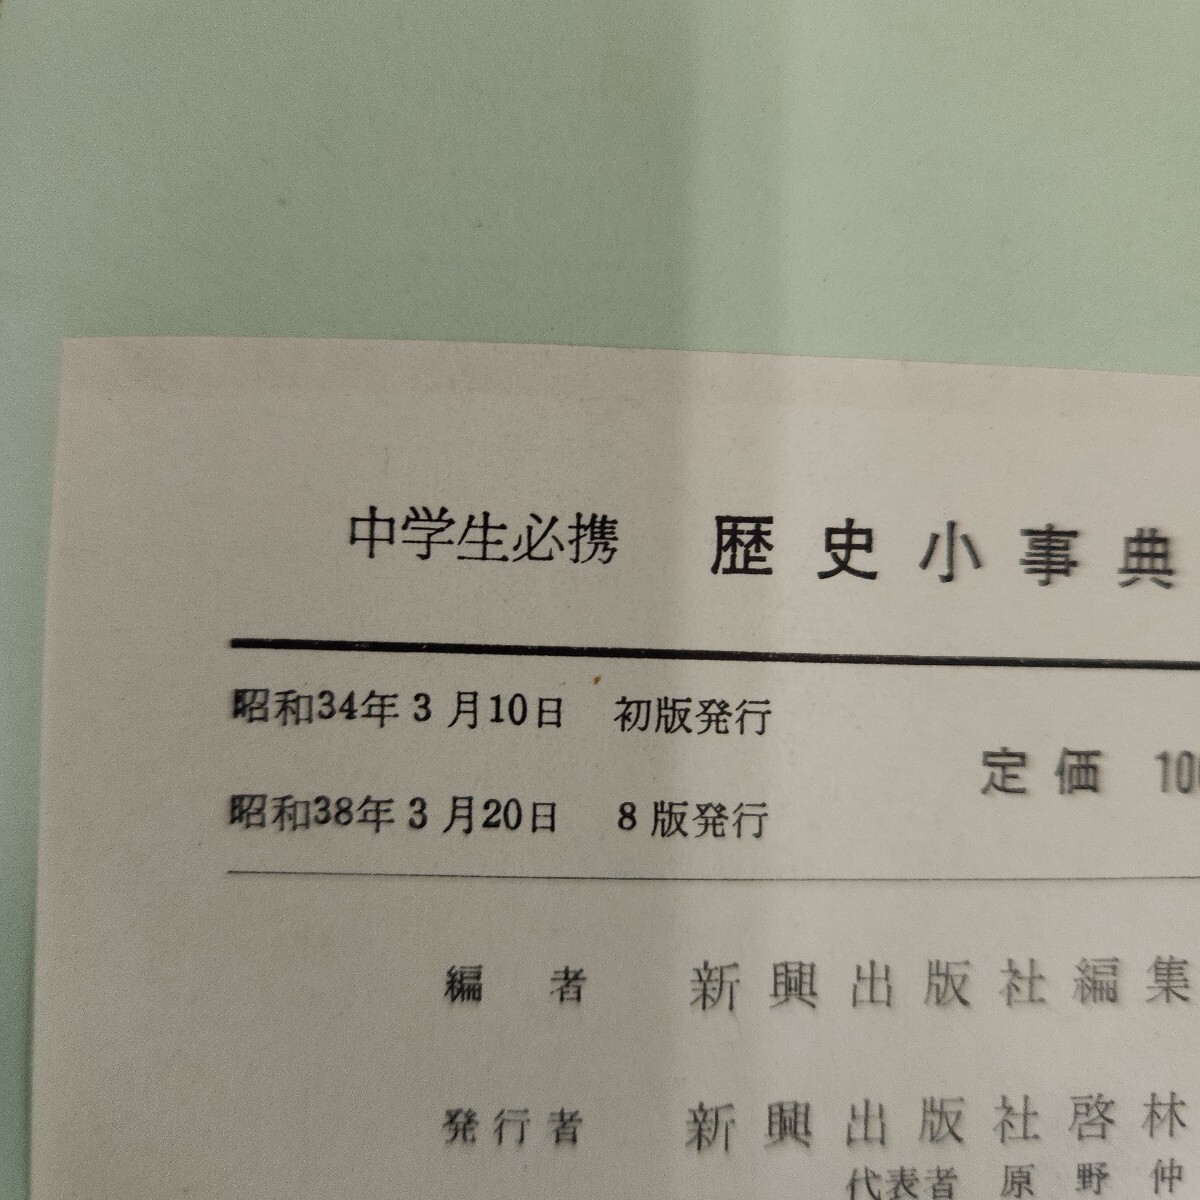 中学生必携 歴史小事典
昭和34年3月10日 初版発行
定価 10
昭和38年3月20日 8版発行
編者 新興出版社編集
発行者 新興出版社啓林
代表者 原野仲